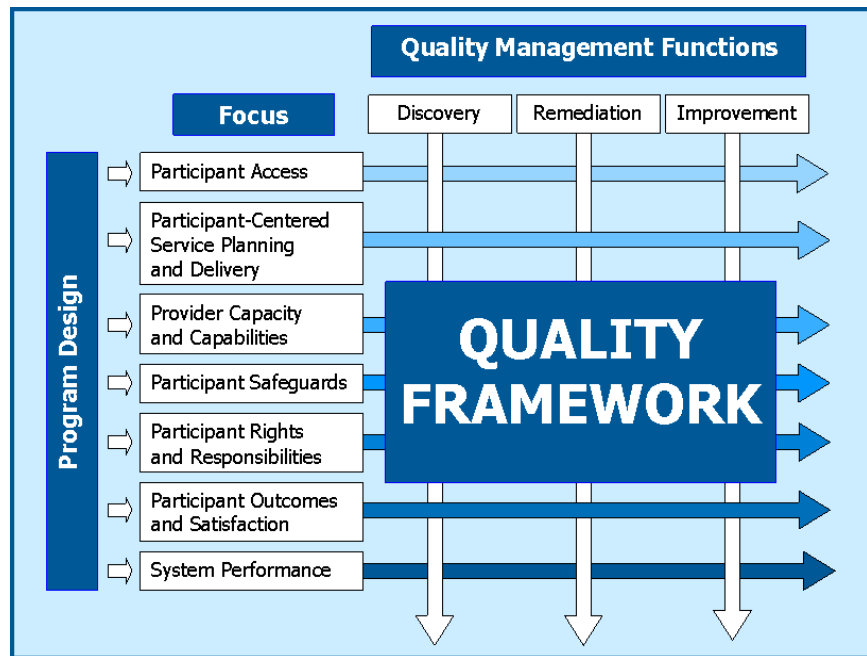 Quality Management Functions
Focus
Discovery
Remediation
Improvement
Program Design
Participant Access
Participant-Centered
Service Planning
and Delivery
Provider Capacity
and Capabilities
Participant Safeguards
Participant Rights
and Responsibilities
Participant Outcomes
and Satisfaction
System Performance
QUALITY
FRAMEWORK